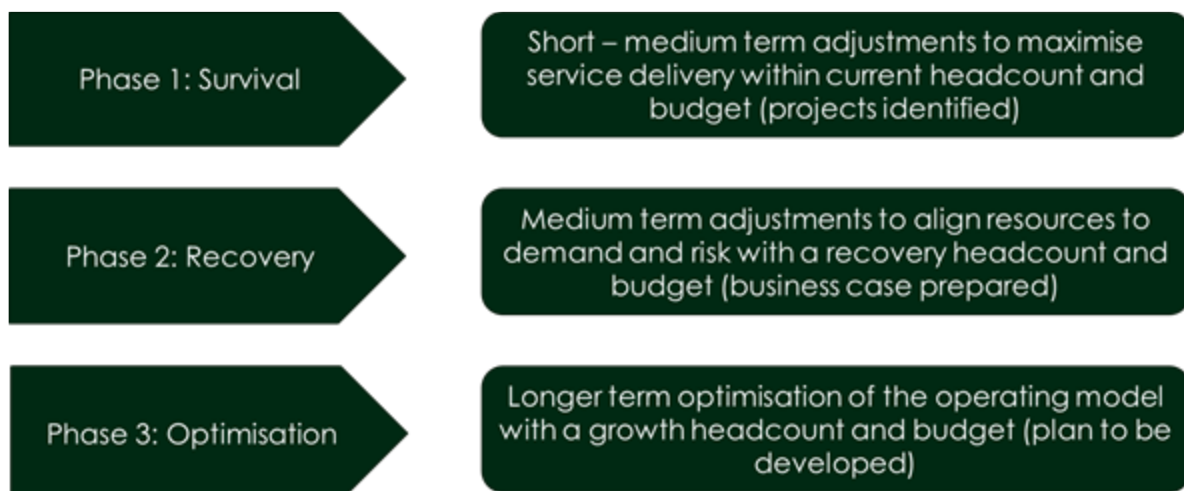 Phase 1: Survival
Short – medium term adjustments to maximise
service delivery within current headcount and
budget (projects identified)
Phase 2: Recovery
Medium term adjustments to align resources to
demand and risk with a recovery headcount and
budget (business case prepared)
Phase 3: Optimisation
Longer term optimisation of the operating model
with a growth headcount and budget (plan to be
developed)